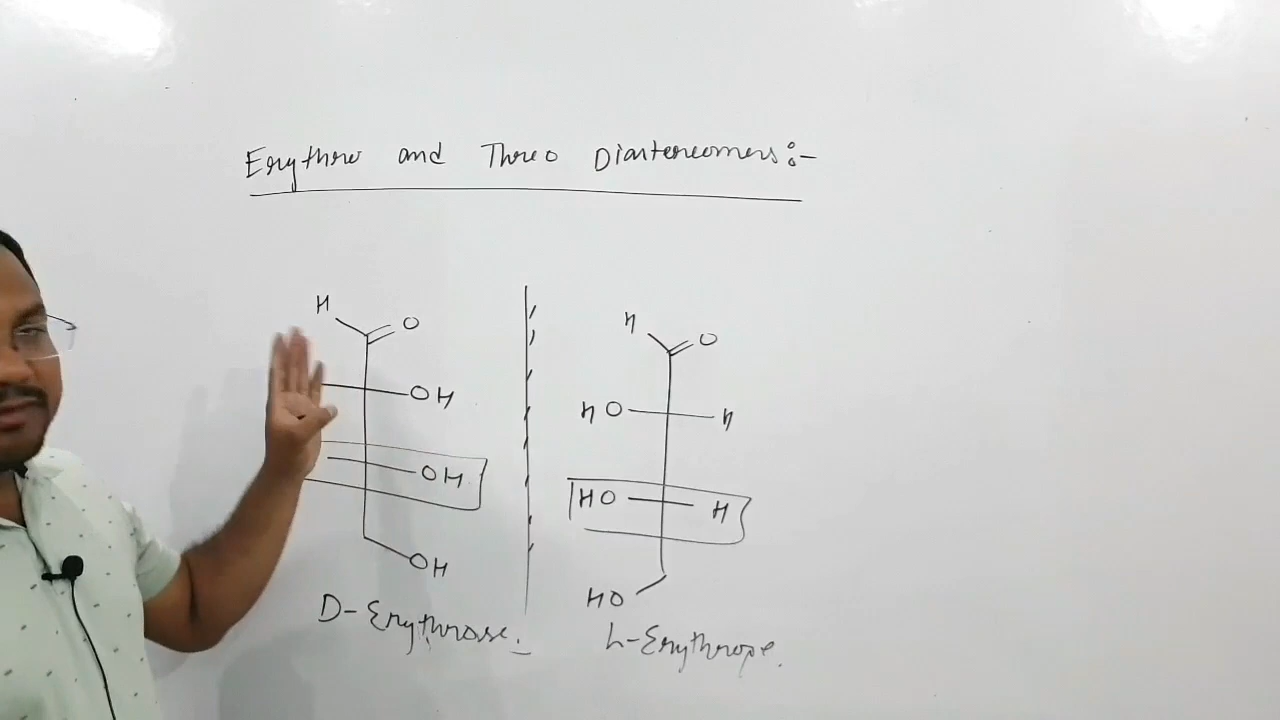 Erythro and Threo Diastereomers:-
H
O
OH
OH
OH
D-Erythrose.
H
O
HO H
HO H
HO
L-Erythrose.